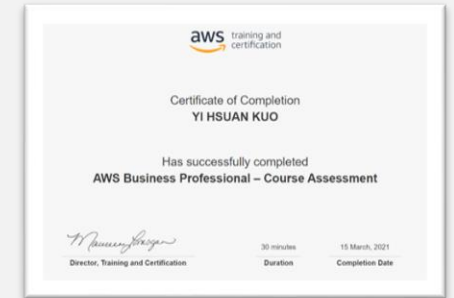 aws training and
certification
Certificate of Completion
YI HSUAN KUO
Has successfully completed
AWS Business Professional – Course Assessment
Director, Training and Certification
30 minutes
Duration
15 March, 2021
Completion Date